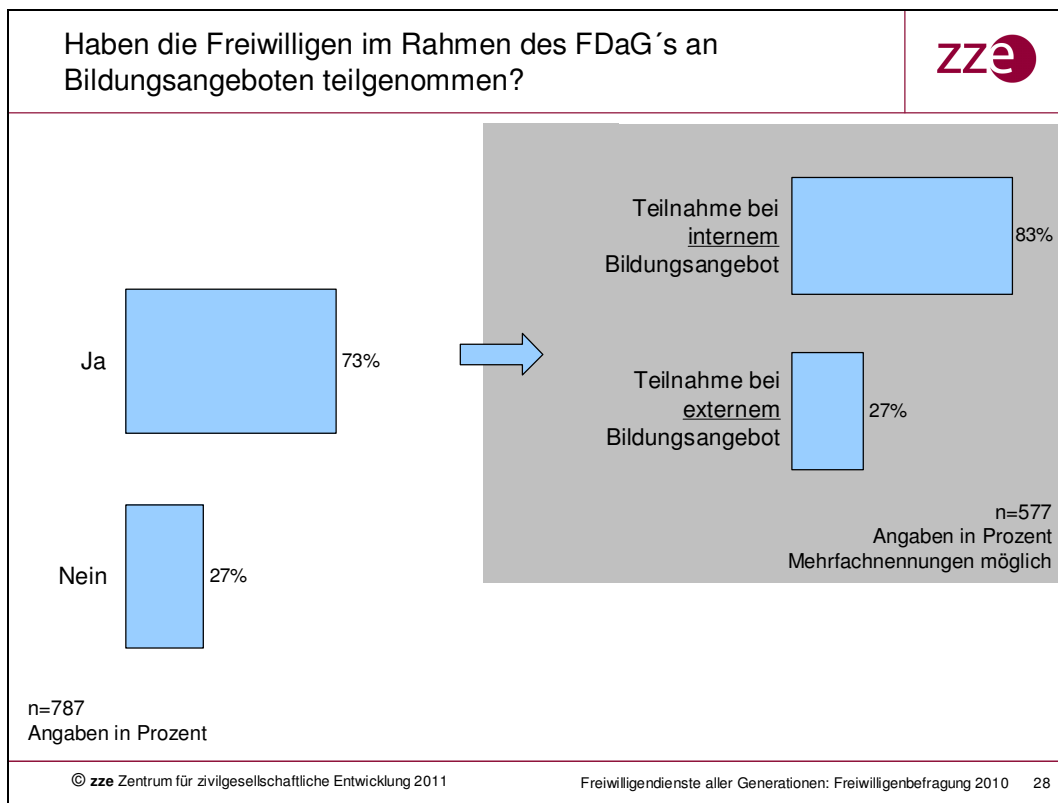 Haben die Freiwilligen im Rahmen des FDaG´s an
Bildungsangeboten teilgenommen?
zze
Ja
73%
Nein
27%
n=787
Angaben in Prozent
Teilnahme bei
internem
Bildungsangebot
83%
Teilnahme bei
externem
Bildungsangebot
27%
n=577
Angaben in Prozent
Mehrfachnennungen möglich
© zze Zentrum für zivilgesellschaftliche Entwicklung 2011
Freiwilligendienste aller Generationen: Freiwilligenbefragung 2010 28